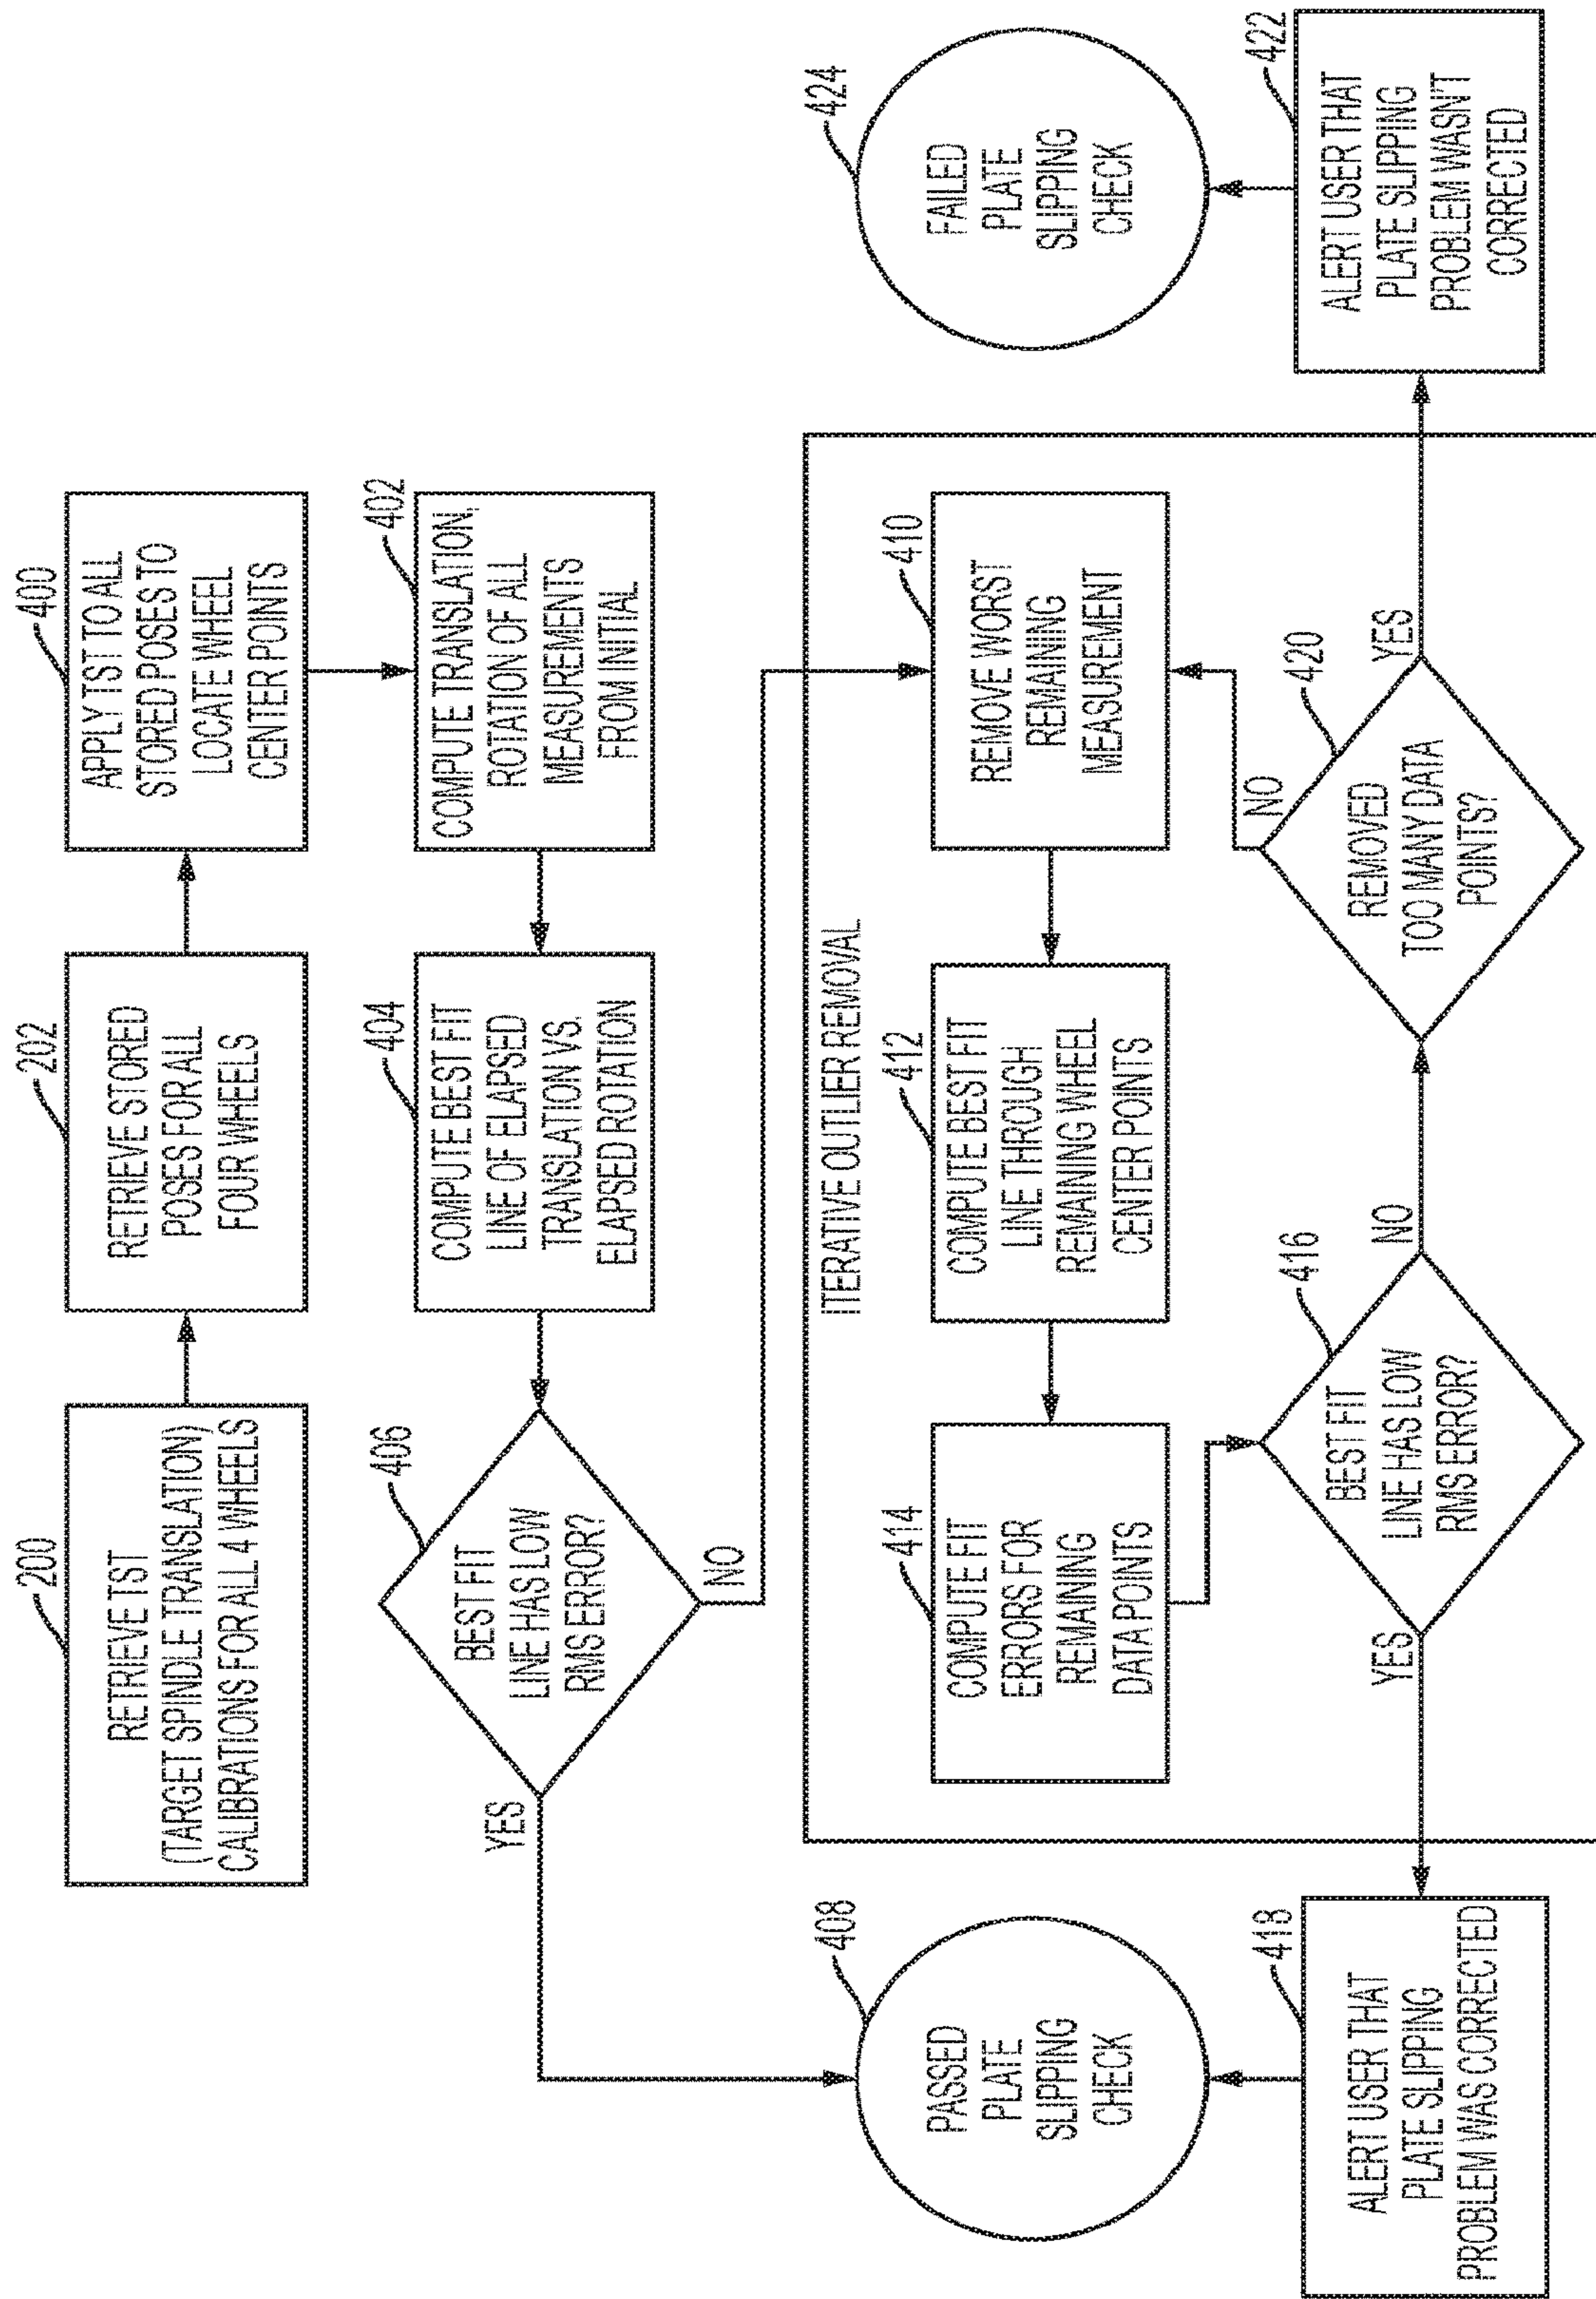 200
RETRIEVE TST
(TARGET SPINDLE TRANSLATION)
CALIBRATIONS FOR ALL 4 WHEELS
202
RETRIEVE STORED
POSES FOR ALL
FOUR WHEELS
400
APPLY TST TO ALL
STORED POSES TO
LOCATE WHEEL
CENTER POINTS
402
COMPUTE TRANSLATION,
ROTATION OF ALL
MEASUREMENTS
FROM INITIAL
404
COMPUTE BEST FIT
LINE OF ELAPSED
TRANSLATION VS.
ELAPSED ROTATION
406
BEST FIT
LINE HAS LOW
RMS ERROR?
YES
NO
408
PASSED
PLATE
SLIPPING
CHECK
ITERATIVE OUTLIER REMOVAL
410
REMOVE WORST
REMAINING
MEASUREMENT
412
COMPUTE BEST FIT
LINE THROUGH
REMAINING WHEEL
CENTER POINTS
414
COMPUTE FIT
ERRORS FOR
REMAINING
DATA POINTS
416
BEST FIT
LINE HAS LOW
RMS ERROR?
YES
NO
418
ALERT USER THAT
PLATE SLIPPING
PROBLEM WAS CORRECTED
420
REMOVED
TOO MANY DATA
POINTS?
NO
YES
422
ALERT USER THAT
PLATE SLIPPING
PROBLEM WASN'T
CORRECTED
424
FAILED
PLATE
SLIPPING
CHECK